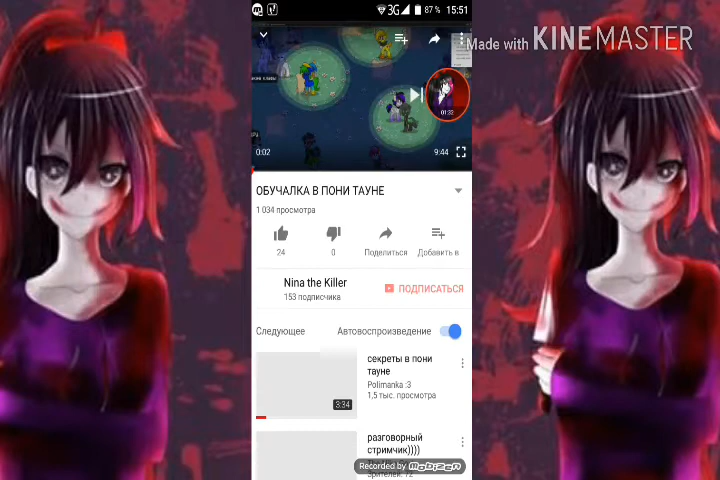 3G 87 % 15:51
Made with KINEMASTER
01:32
0:02 9:44
ОБУЧАЛКА В ПОНИ ТАУНЕ
1 034 просмотра
24 0 Поделиться Добавить в
Nina the Killer
153 подписчика
ПОДПИСАТЬСЯ
Следующее Автовоспроизведение
секреты в пони
тауне
Polimanka :3
1,5 тыс. просмотра
3:34
разговорный
стримчик))))
Recorded by MOBIZEN